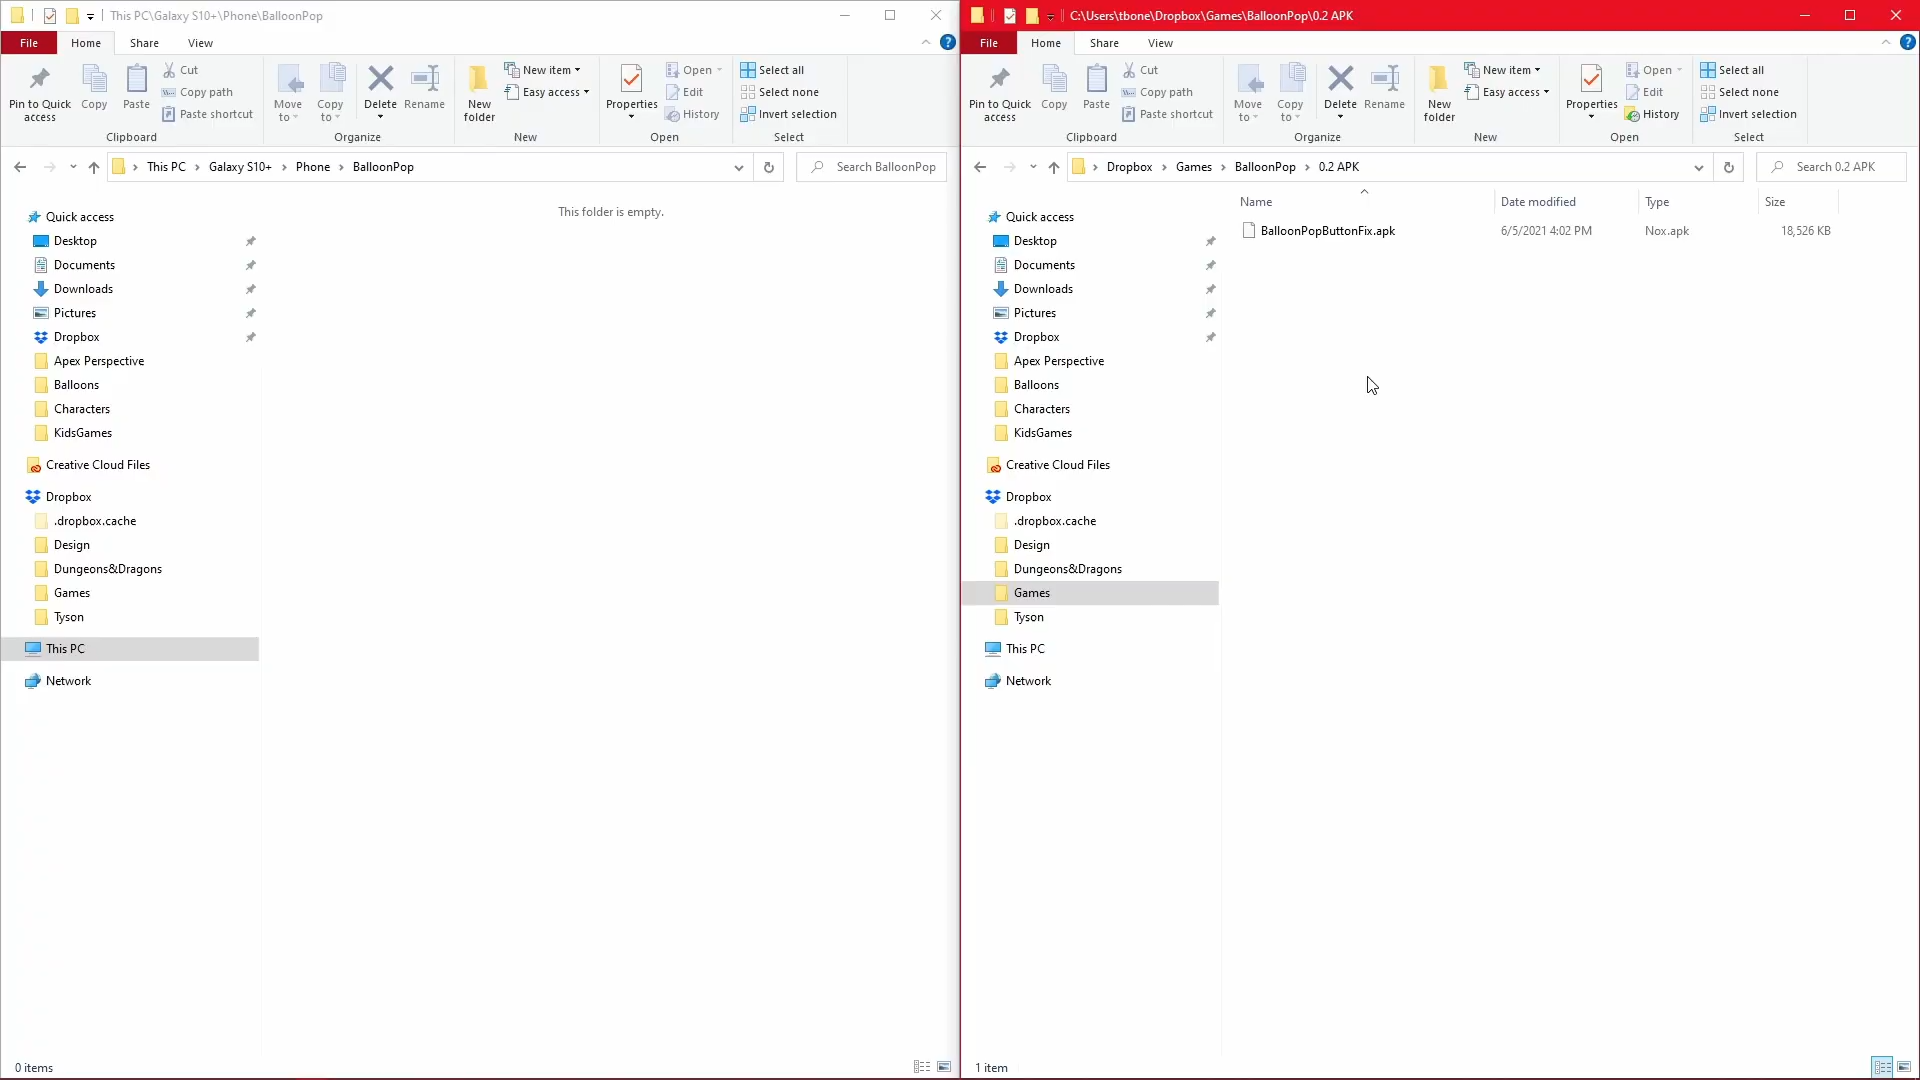 This PC\Galaxy S10+\Phone\BalloonPop
File Home Share View
Pin to Quick access
Copy
Paste
Cut
Copy path
Paste shortcut
Clipboard
Move to
Copy to
Delete
Rename
Organize
New folder
New item
Easy access
New
Properties
Open
Edit
History
Open
Select all
Select none
Invert selection
Select
This PC Galaxy S10+ Phone BalloonPop
Search BalloonPop
This folder is empty.
Quick access
Desktop
Documents
Downloads
Pictures
Dropbox
Apex Perspective
Balloons
Characters
KidsGames
Creative Cloud Files
Dropbox
.dropbox.cache
Design
Dungeons&Dragons
Games
Tyson
This PC
Network
0 items
C:\Users\tbone\Dropbox\Games\BalloonPop\0.2 APK
File Home Share View
Pin to Quick access
Copy
Paste
Cut
Copy path
Paste shortcut
Clipboard
Move to
Copy to
Delete
Rename
Organize
New folder
New item
Easy access
New
Properties
Open
Edit
History
Open
Select all
Select none
Invert selection
Select
Dropbox Games BalloonPop 0.2 APK
Search 0.2 APK
Name Date modified Type Size
BalloonPopButtonFix.apk 6/5/2021 4:02 PM Nox.apk 18,526 KB
Quick access
Desktop
Documents
Downloads
Pictures
Dropbox
Apex Perspective
Balloons
Characters
KidsGames
Creative Cloud Files
Dropbox
.dropbox.cache
Design
Dungeons&Dragons
Games
Tyson
This PC
Network
1 item